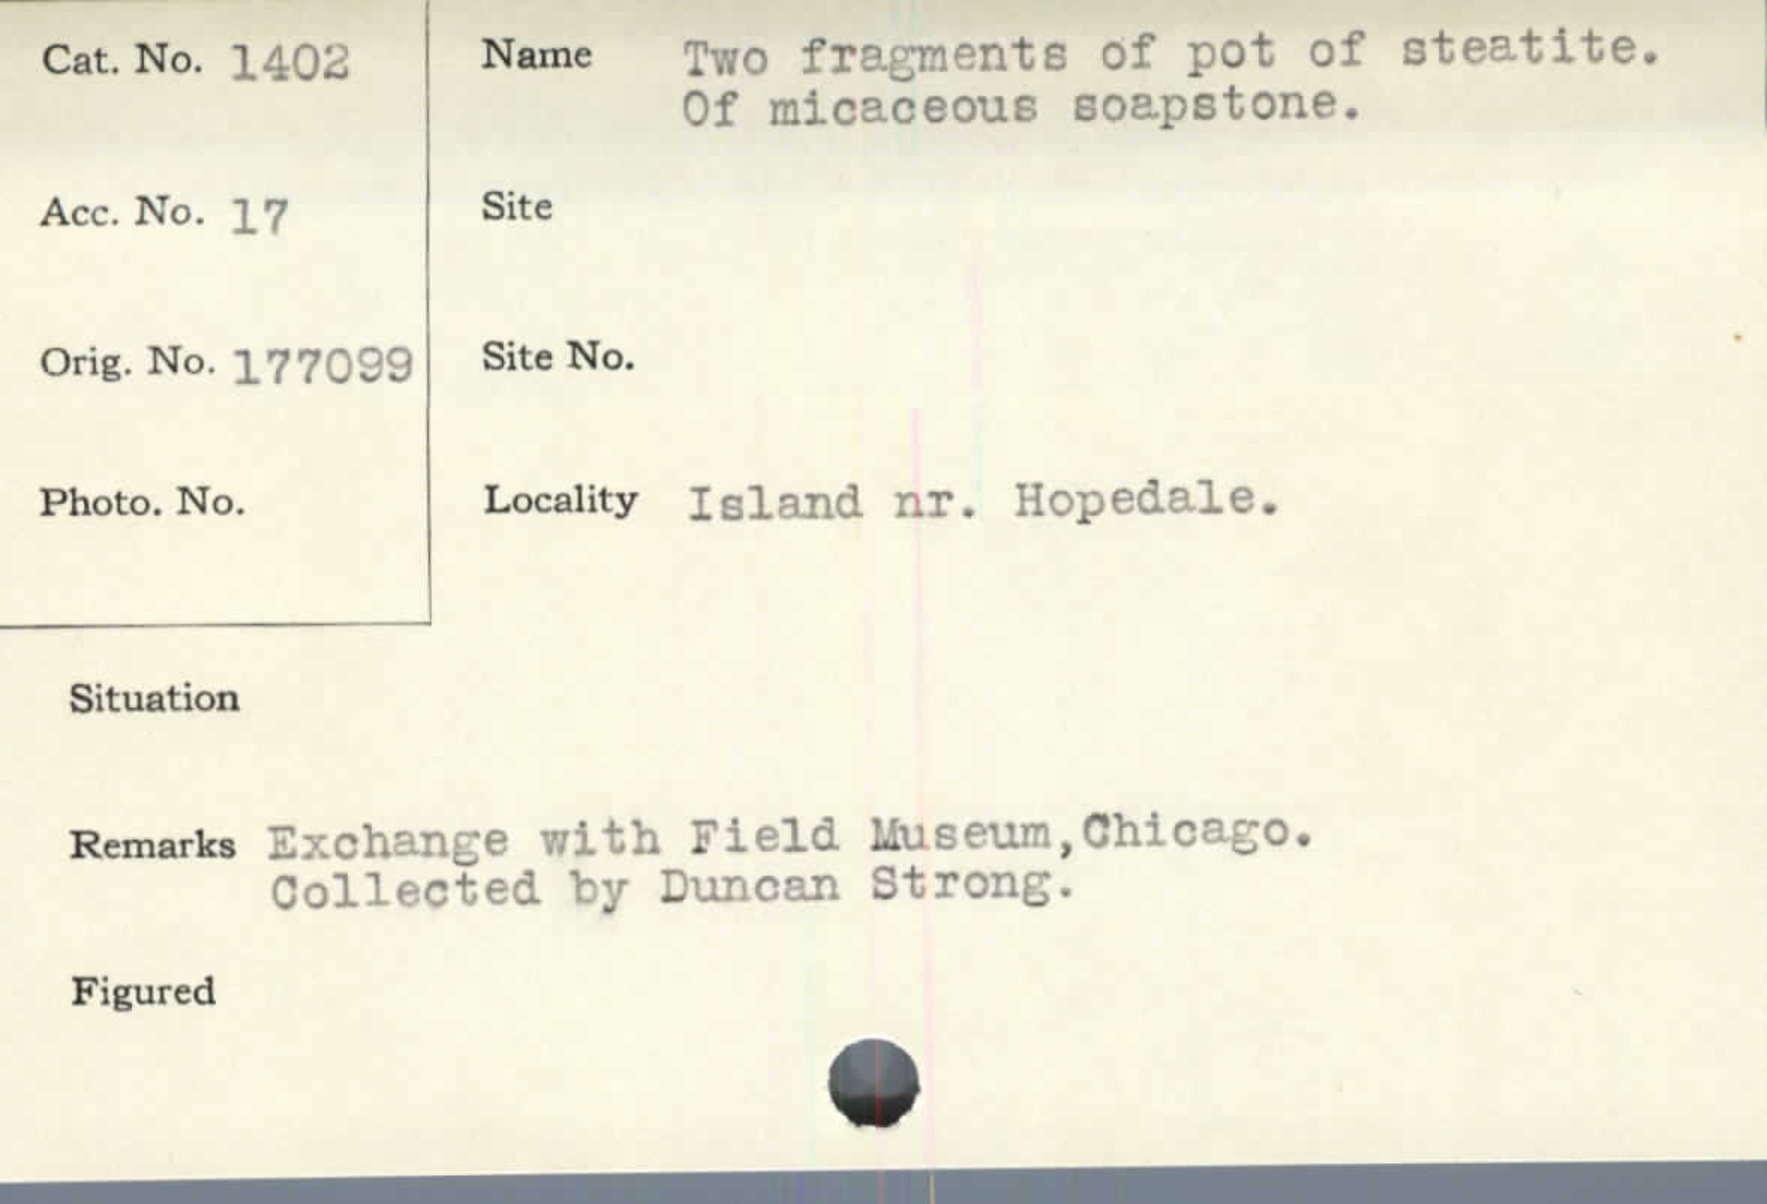 Cat. No. 1402
Name Two fragments of pot of steatite.
Of micaceous soapstone.
Acc. No. 17
Site
Orig. No. 177099
Site No.
Photo. No.
Locality Island nr. Hopedale.
Situation
Remarks Exchange with Field Museum,Chicago.
Collected by Duncan Strong.
Figured